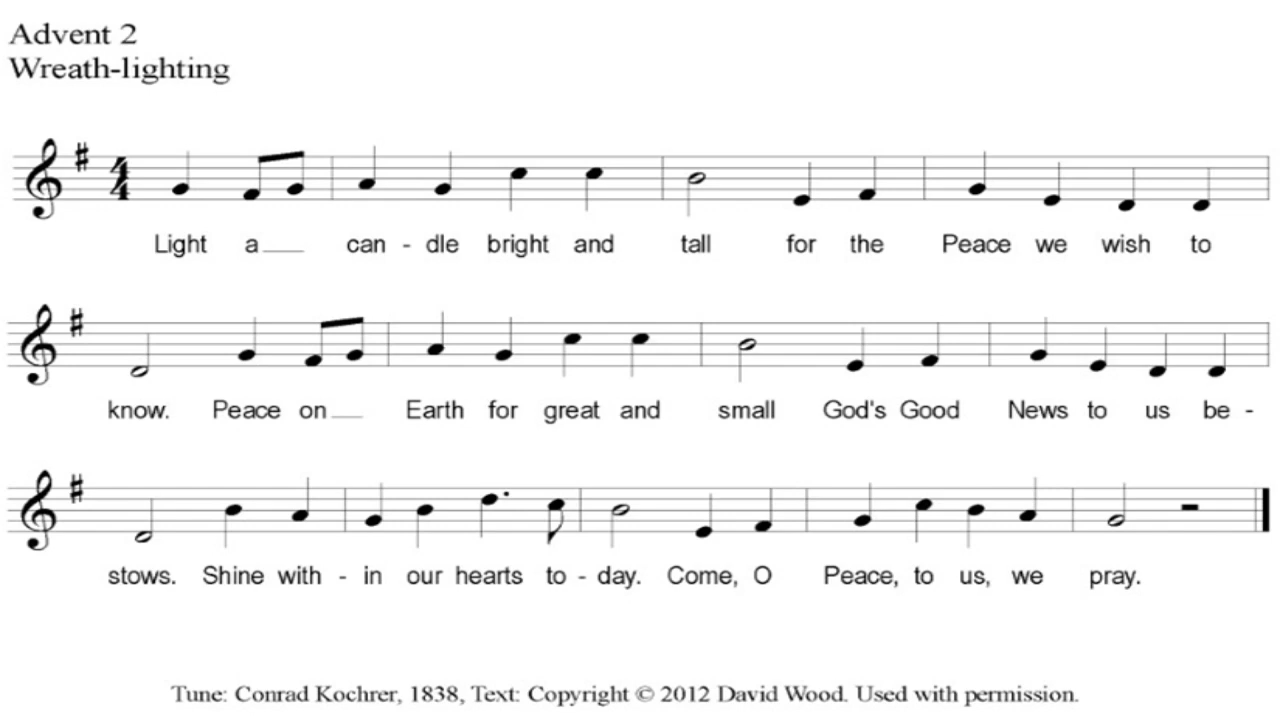 Advent 2
Wreath-lighting
4
4
Light a can - dle bright and tall for the Peace we wish to
know. Peace on Earth for great and small God's Good News to us be -
stows. Shine with - in our hearts to - day. Come, O Peace, to us, we pray.
Tune: Conrad Kochrer, 1838, Text: Copyright © 2012 David Wood. Used with permission.